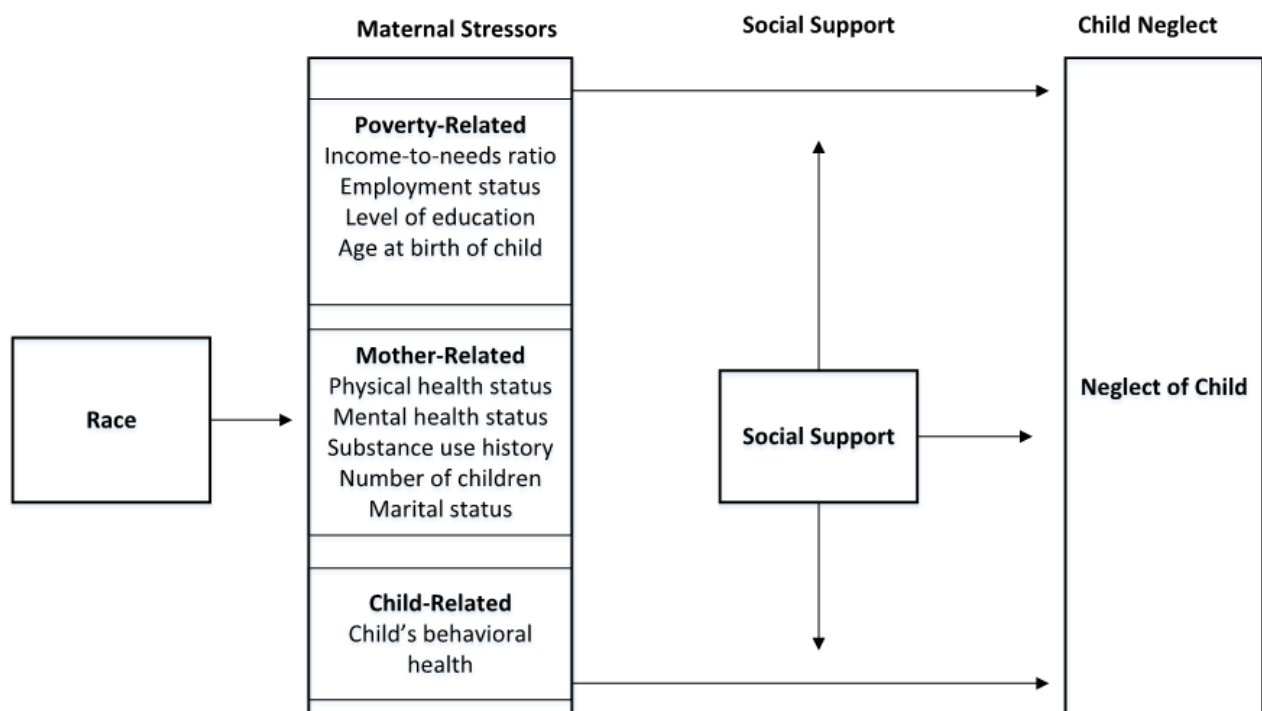 Maternal Stressors
Social Support
Child Neglect
Poverty-Related
Income-to-needs ratio
Employment status
Level of education
Age at birth of child
Race
Mother-Related
Physical health status
Mental health status
Substance use history
Number of children
Marital status
Social Support
Neglect of Child
Child-Related
Child's behavioral
health